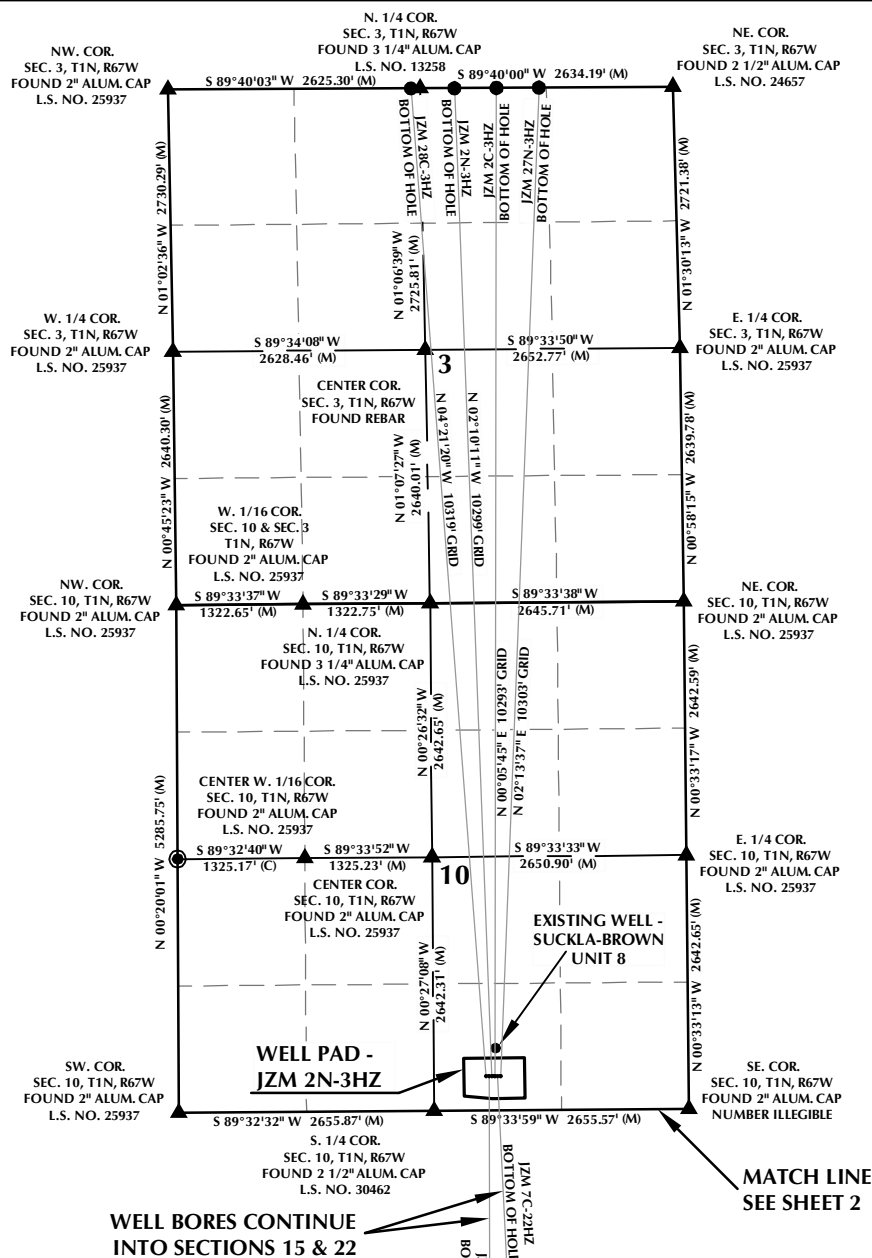 N. 1/4 COR.
SEC. 3, T1N, R67W
FOUND 3 1/4" ALUM. CAP
L.S. NO. 13258
NW. COR.
SEC. 3, T1N, R67W
FOUND 2" ALUM. CAP
L.S. NO. 25937
NE. COR.
SEC. 3, T1N, R67W
FOUND 2 1/2" ALUM. CAP
L.S. NO. 24657
S 89°40'03" W 2625.30' (M)
S 89°40'00" W 2634.19' (M)
BOTTOM OF HOLE
JZM 28C-3HZ
BOTTOM OF HOLE
JZM 2N-3HZ
JZM 2C-3HZ
BOTTOM OF HOLE
JZM 27N-3HZ
BOTTOM OF HOLE
N 01°02'36" W 2730.29' (M)
N 01°06'39" W
2725.81' (M)
N 01°30'13" W 2721.38' (M)
W. 1/4 COR.
SEC. 3, T1N, R67W
FOUND 2" ALUM. CAP
L.S. NO. 25937
S 89°34'08" W
2628.46' (M)
S 89°33'50" W
2652.77' (M)
3
E. 1/4 COR.
SEC. 3, T1N, R67W
FOUND 2" ALUM. CAP
L.S. NO. 25937
CENTER COR.
SEC. 3, T1N, R67W
FOUND REBAR
N 00°45'23" W 2640.30' (M)
N 01°07'27" W
2640.01' (M)
N 04°21'20" W 10319' GRID
N 02°10'11" W 10299' GRID
N 00°58'15" W 2639.78' (M)
W. 1/16 COR.
SEC. 10 & SEC. 3
T1N, R67W
FOUND 2" ALUM. CAP
L.S. NO. 25937
NW. COR.
SEC. 10, T1N, R67W
FOUND 2" ALUM. CAP
L.S. NO. 25937
S 89°33'37" W
1322.65' (M)
S 89°33'29" W
1322.75' (M)
S 89°33'38" W
2645.71' (M)
NE. COR.
SEC. 10, T1N, R67W
FOUND 2" ALUM. CAP
L.S. NO. 25937
N. 1/4 COR.
SEC. 10, T1N, R67W
FOUND 3 1/4" ALUM. CAP
L.S. NO. 25937
N 00°26'32" W
2642.65' (M)
N 00°05'45" E 10293' GRID
N 02°13'37" E 10303' GRID
N 00°33'17" W 2642.59' (M)
CENTER W. 1/16 COR.
SEC. 10, T1N, R67W
FOUND 2" ALUM. CAP
L.S. NO. 25937
N 00°20'01" W 5285.75' (M)
S 89°32'40" W
1325.17' (C)
S 89°33'52" W
1325.23' (M)
S 89°33'33" W
2650.90' (M)
10
E. 1/4 COR.
SEC. 10, T1N, R67W
FOUND 2" ALUM. CAP
L.S. NO. 25937
CENTER COR.
SEC. 10, T1N, R67W
FOUND 2" ALUM. CAP
L.S. NO. 25937
EXISTING WELL -
SUCKLA-BROWN
UNIT 8
N 00°27'08" W
2642.31' (M)
N 00°33'13" W 2642.65' (M)
WELL PAD -
JZM 2N-3HZ
SW. COR.
SEC. 10, T1N, R67W
FOUND 2" ALUM. CAP
L.S. NO. 25937
SE. COR.
SEC. 10, T1N, R67W
FOUND 2" ALUM. CAP
NUMBER ILLEGIBLE
S 89°32'32" W 2655.87' (M)
S 89°33'59" W 2655.57' (M)
S. 1/4 COR.
SEC. 10, T1N, R67W
FOUND 2 1/2" ALUM. CAP
L.S. NO. 30462
MATCH LINE
SEE SHEET 2
WELL BORES CONTINUE
INTO SECTIONS 15 & 22
JZM 7C-22HZ
BOTTOM OF HOL
J
BO